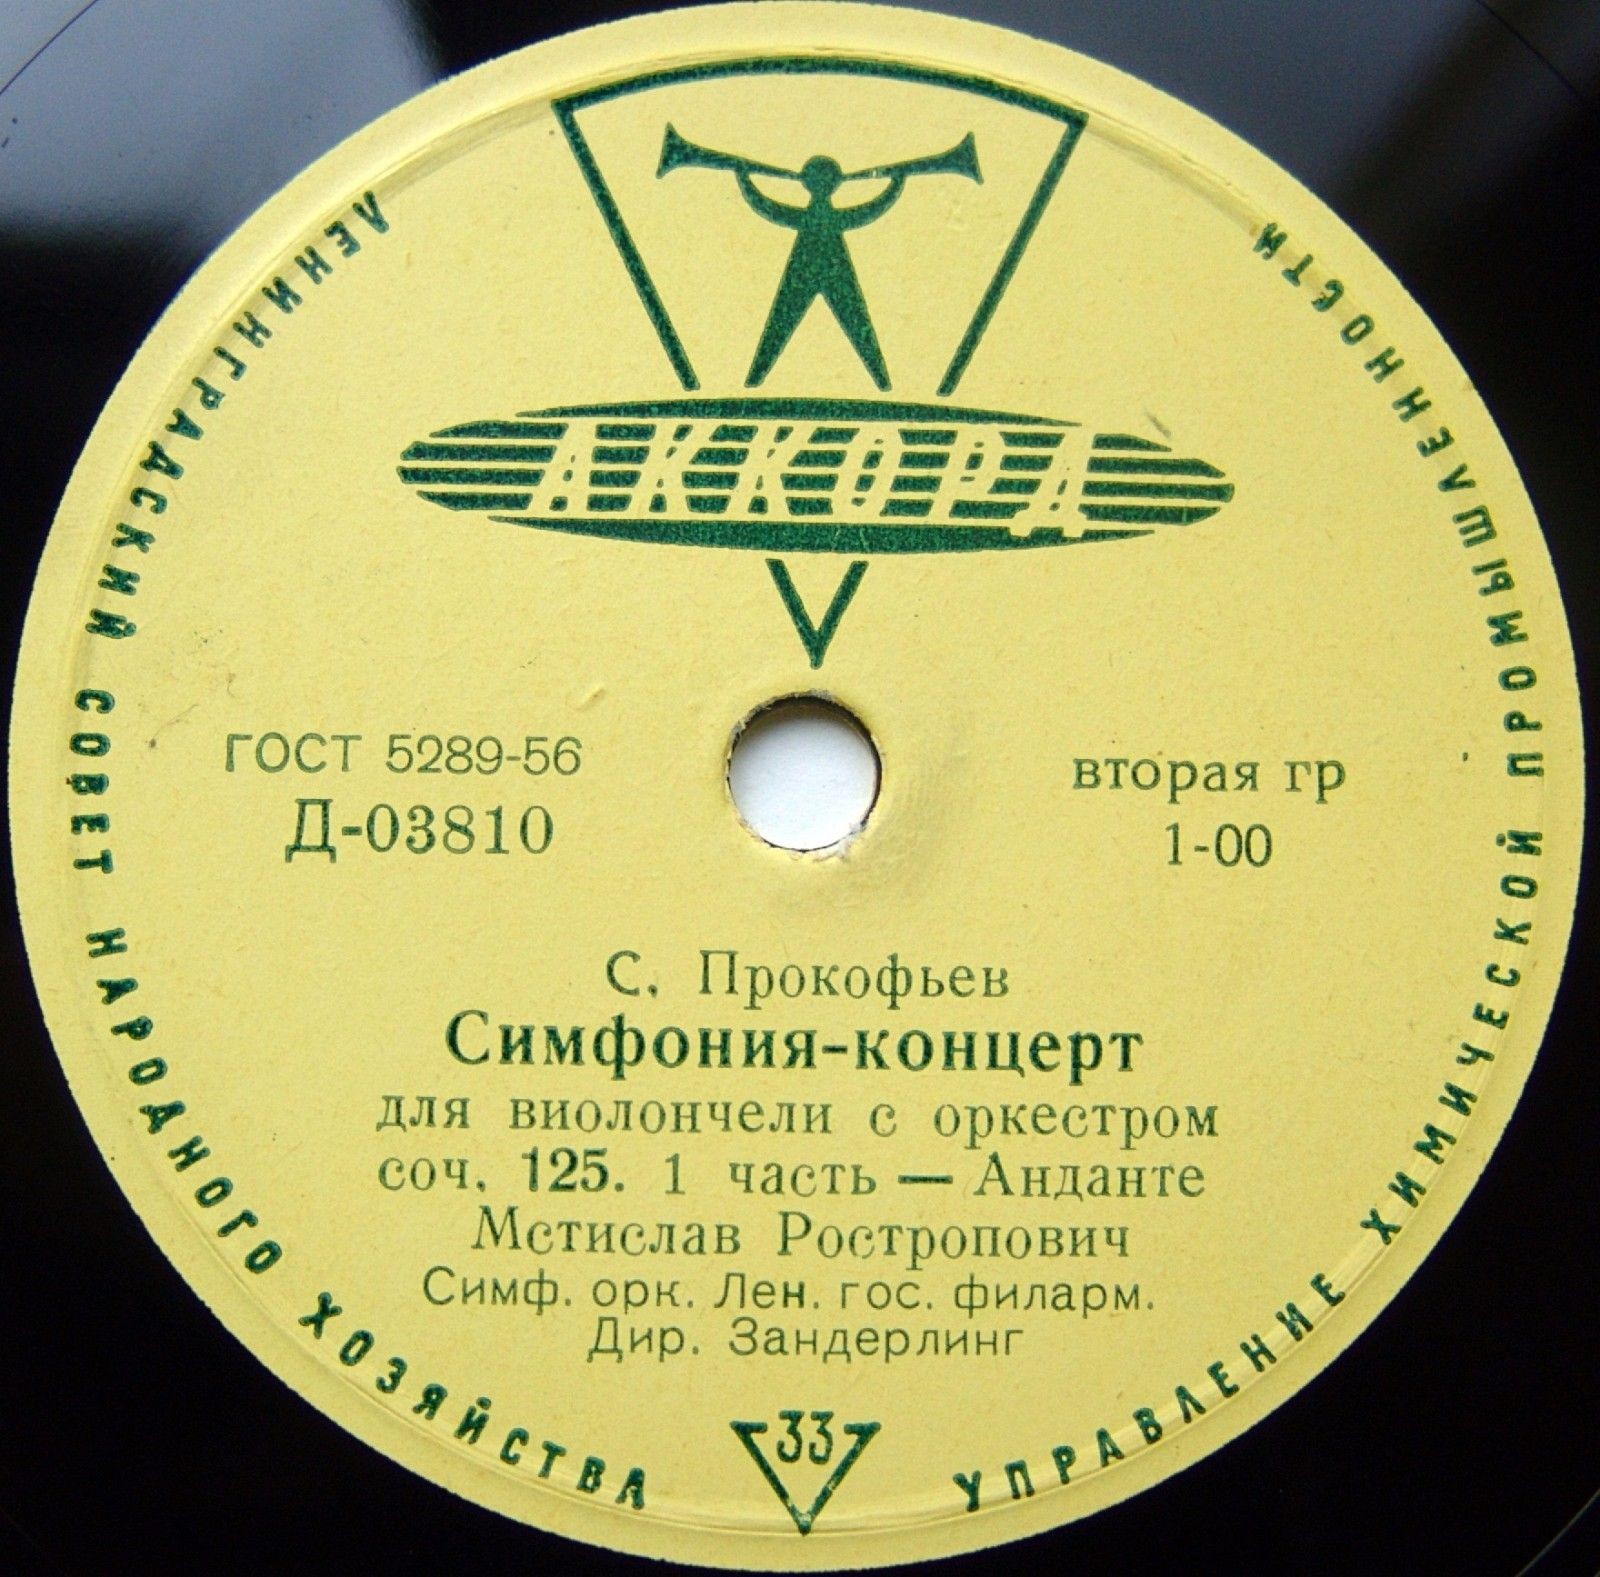 АККОРД
ЛЕНИНГРАДСКИЙ СОВЕТ НАРОДНОГО ХОЗЯЙСТВА
УПРАВЛЕНИЕ ХИМИЧЕСКОЙ ПРОМЫШЛЕННОСТИ
ГОСТ 5289-56
Д-03810
вторая гр
1-00
С. Прокофьев
Симфония-концерт
для виолончели с оркестром
соч. 125. 1 часть — Анданте
Мстислав Ростропович
Симф. орк. Лен. гос. филарм.
Дир. Зандерлинг
33